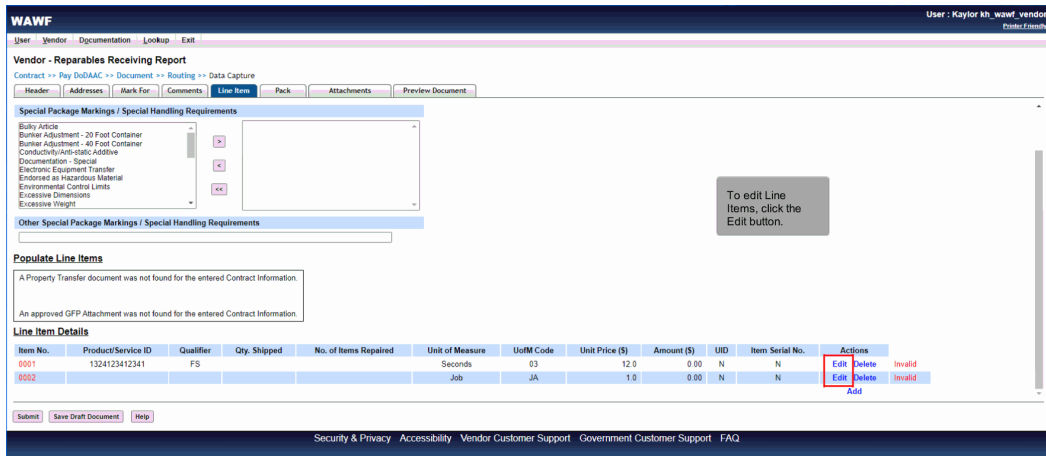 User : Kaylor kh_wawf_vendor
WAWF
Printer Friendly
User Vendor Documentation Lookup Exit
Vendor - Reparables Receiving Report
Contract >> Pay DoDAAC >> Document >> Routing >> Data Capture
Header Addresses Mark For Comments Line Item Pack Attachments Preview Document
Special Package Markings / Special Handling Requirements
Bulky Article
Bunker Adjustment - 20 Foot Container
Bunker Adjustment - 40 Foot Container
Conductivity/Anti-static Additive
Documentation - Special
Electronic Equipment Transfer
Endorsed as Hazardous Material
Environmental Control Limits
Excessive Dimensions
Excessive Weight
>
<
<<
To edit Line
Items, click the
Edit button.
Other Special Package Markings / Special Handling Requirements
Populate Line Items
A Property Transfer document was not found for the entered Contract Information.
An approved GFP Attachment was not found for the entered Contract Information.
Line Item Details
Item No. Product/Service ID Qualifier Qty. Shipped No. of Items Repaired Unit of Measure UofM Code Unit Price ($) Amount ($) UID Item Serial No. Actions
0001 1324123412341 FS Seconds 03 12.0 0.00 N N Edit Delete Invalid
0002 Job JA 1.0 0.00 N N Edit Delete Invalid
Add
Submit Save Draft Document Help
Security & Privacy Accessibility Vendor Customer Support Government Customer Support FAQ